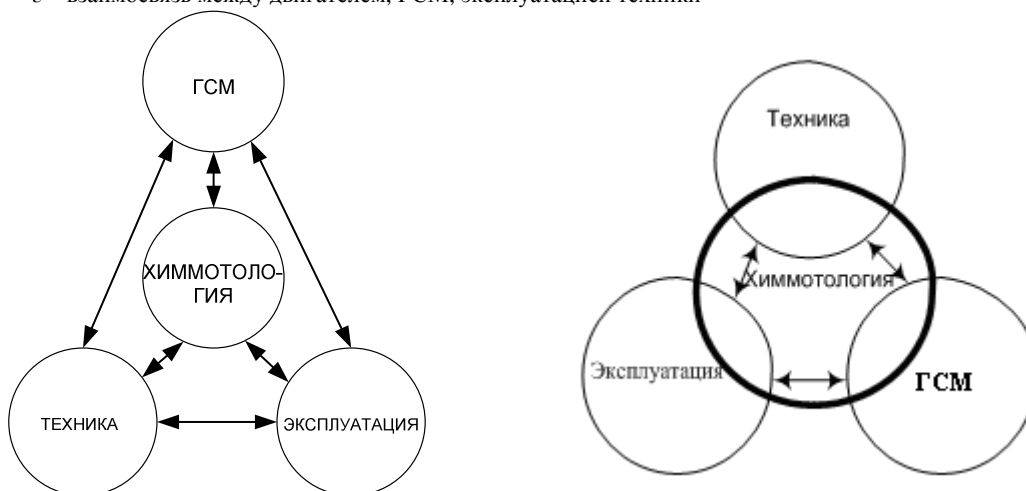 взаимосвязь между двигателем, ГСМ, эксплуатацией техники
ГСМ
ХИММОТОЛО-
ГИЯ
ТЕХНИКА
ЭКСПЛУАТАЦИЯ
Техника
Химмотология
Эксплуатация
ГСМ